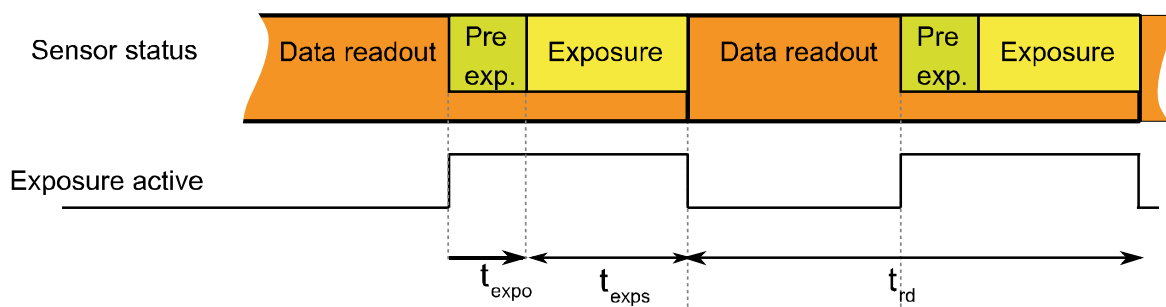 Sensor status
Data readout
Pre
exp.
Exposure
Data readout
Pre
exp.
Exposure
Exposure active
t expo
t exps
t rd